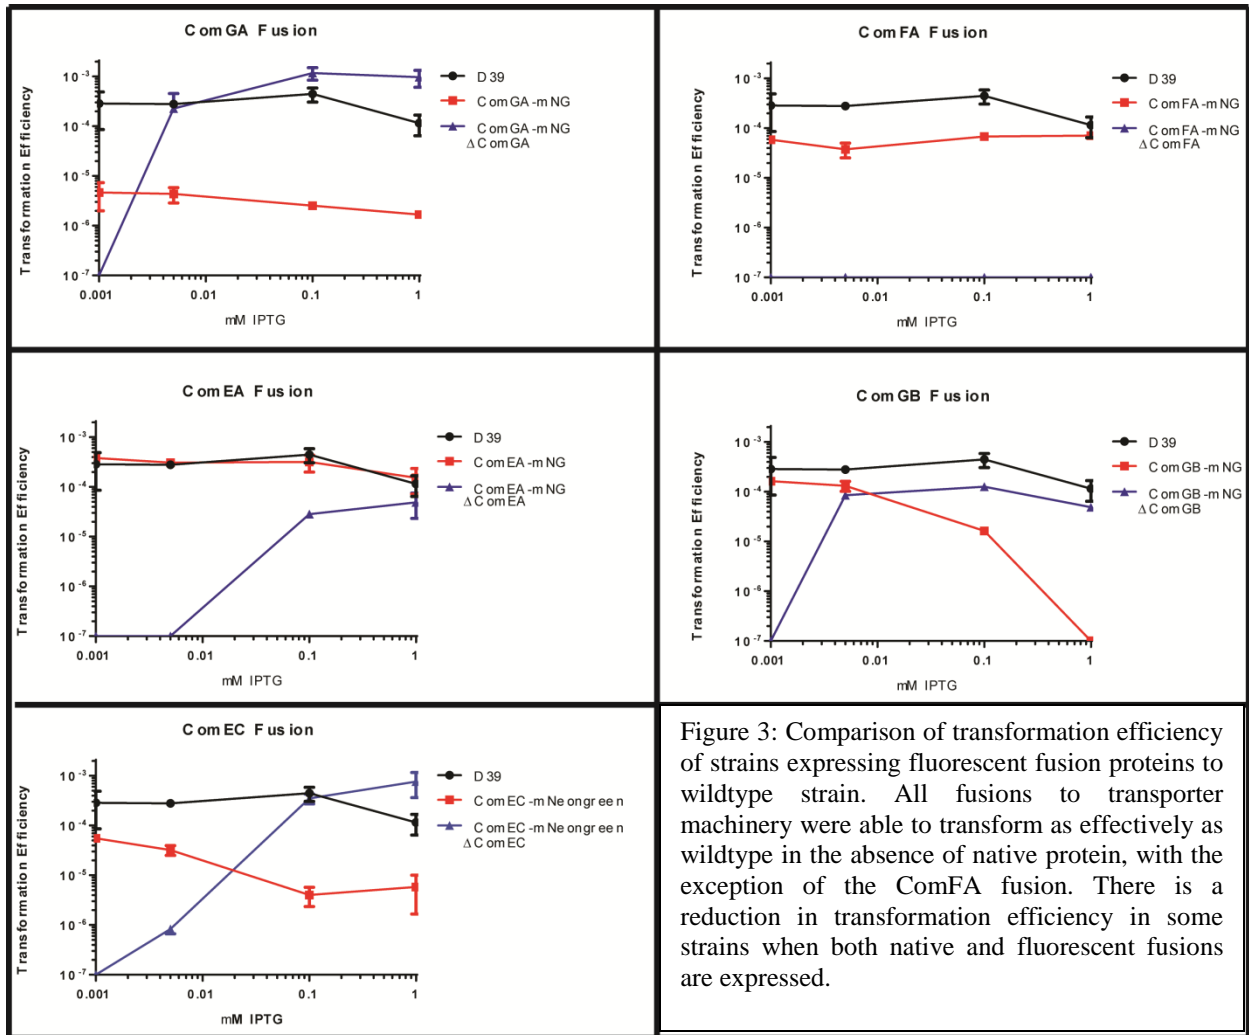 ComGA Fusion
Transformation Efficiency
10-3
10-4
10-5
10-6
10-7
0.001 0.01 0.1 1
mM IPTG
D39
ComGA-mNG
ComGA-mNG
ΔComGA
ComFA Fusion
Transformation Efficiency
10-3
10-4
10-5
10-6
10-7
0.001 0.01 0.1 1
mM IPTG
D39
ComFA-mNG
ComFA-mNG
ΔComFA
ComEA Fusion
Transformation Efficiency
10-3
10-4
10-5
10-6
10-7
0.001 0.01 0.1 1
mM IPTG
D39
ComEA-mNG
ComEA-mNG
ΔComEA
ComGB Fusion
Transformation Efficiency
10-3
10-4
10-5
10-6
10-7
0.001 0.01 0.1 1
mM IPTG
D39
ComGB-mNG
ComGB-mNG
ΔComGB
ComEC Fusion
Transformation Efficiency
10-3
10-4
10-5
10-6
10-7
0.001 0.01 0.1 1
mM IPTG
D39
ComEC-mNeongreen
ComEC-mNeongreen
ΔComEC
Figure 3: Comparison of transformation efficiency
of strains expressing fluorescent fusion proteins to
wildtype strain. All fusions to transporter
machinery were able to transform as effectively as
wildtype in the absence of native protein, with the
exception of the ComFA fusion. There is a
reduction in transformation efficiency in some
strains when both native and fluorescent fusions
are expressed.